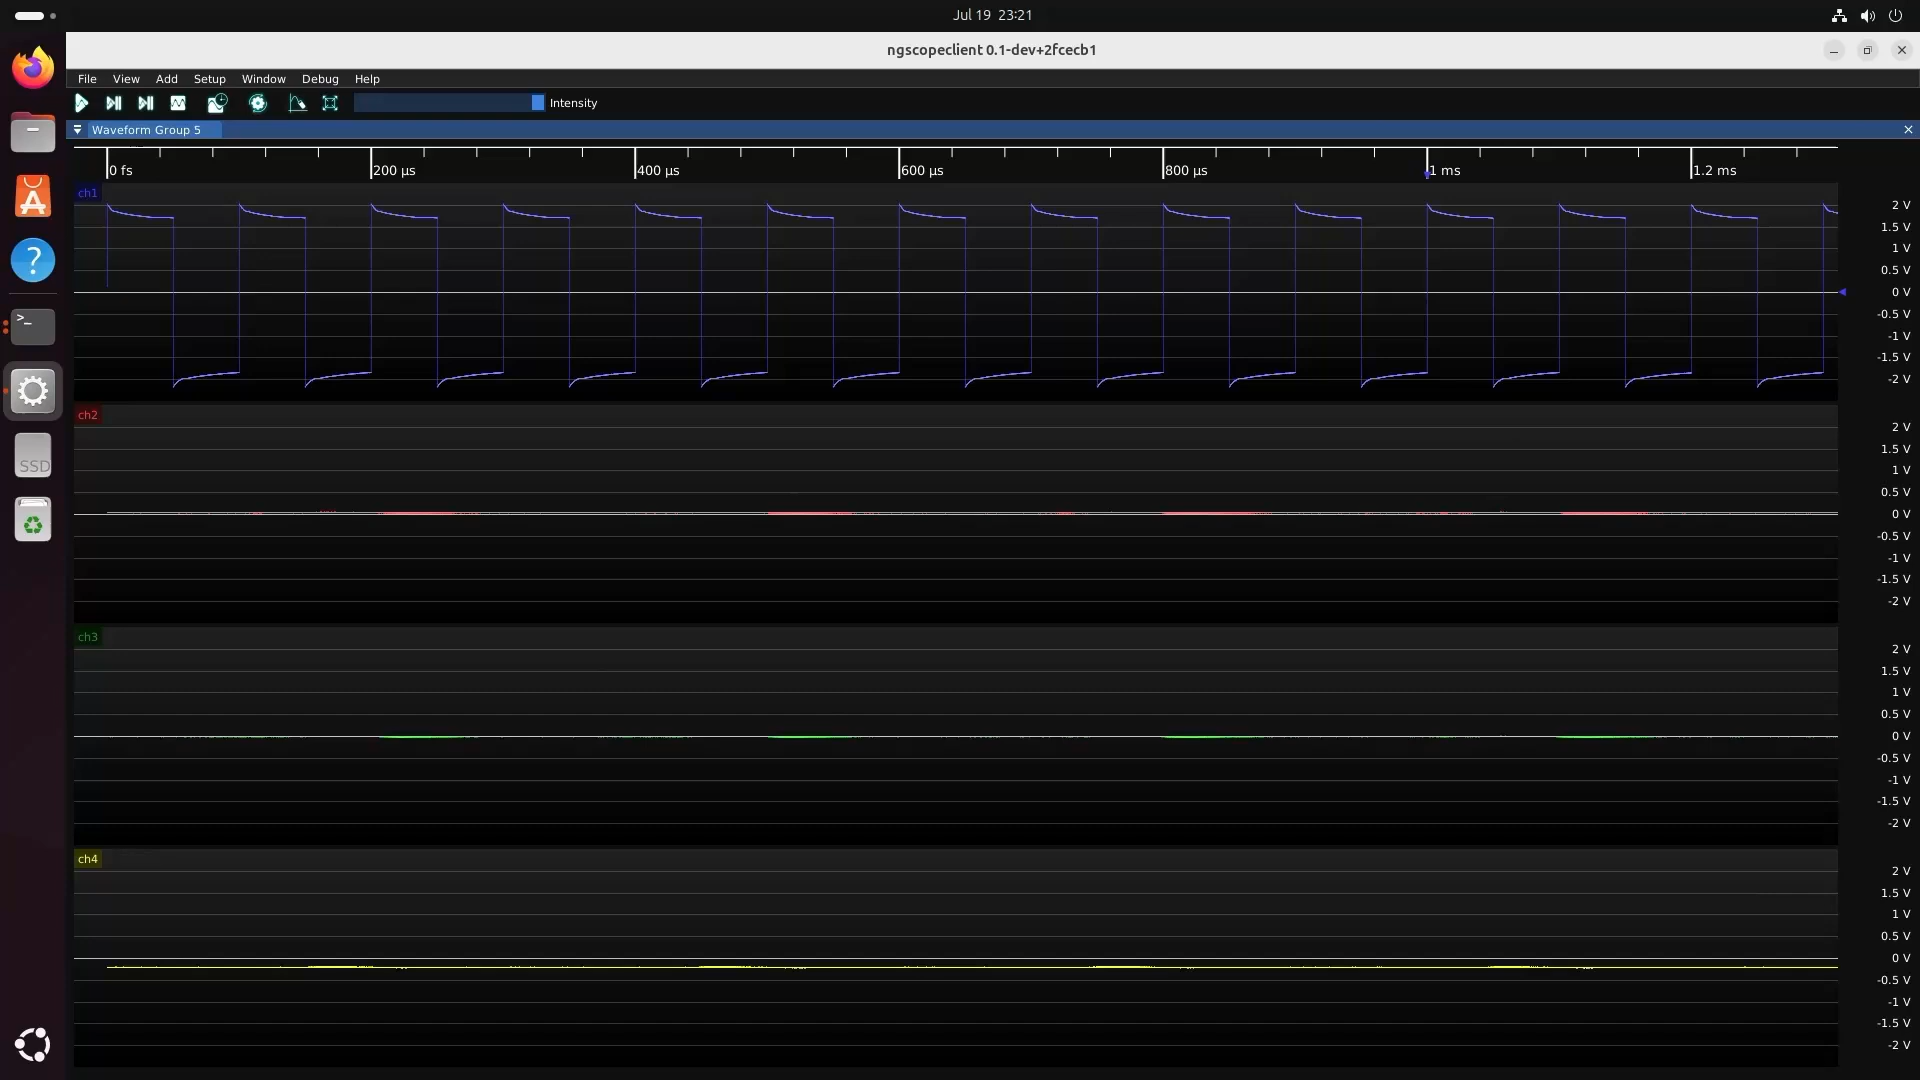 Jul 19 23:21
ngscopeclient 0.1-dev+2fcecb1
File View Add Setup Window Debug Help
Intensity
Waveform Group 5
0 fs 200 µs 400 µs 600 µs 800 µs 1 ms 1.2 ms
ch1
2 V
1.5 V
1 V
0.5 V
0 V
-0.5 V
-1 V
-1.5 V
-2 V
ch2
2 V
1.5 V
1 V
0.5 V
0 V
-0.5 V
-1 V
-1.5 V
-2 V
ch3
2 V
1.5 V
1 V
0.5 V
0 V
-0.5 V
-1 V
-1.5 V
-2 V
ch4
2 V
1.5 V
1 V
0.5 V
0 V
-0.5 V
-1 V
-1.5 V
-2 V
?
>_
SSD